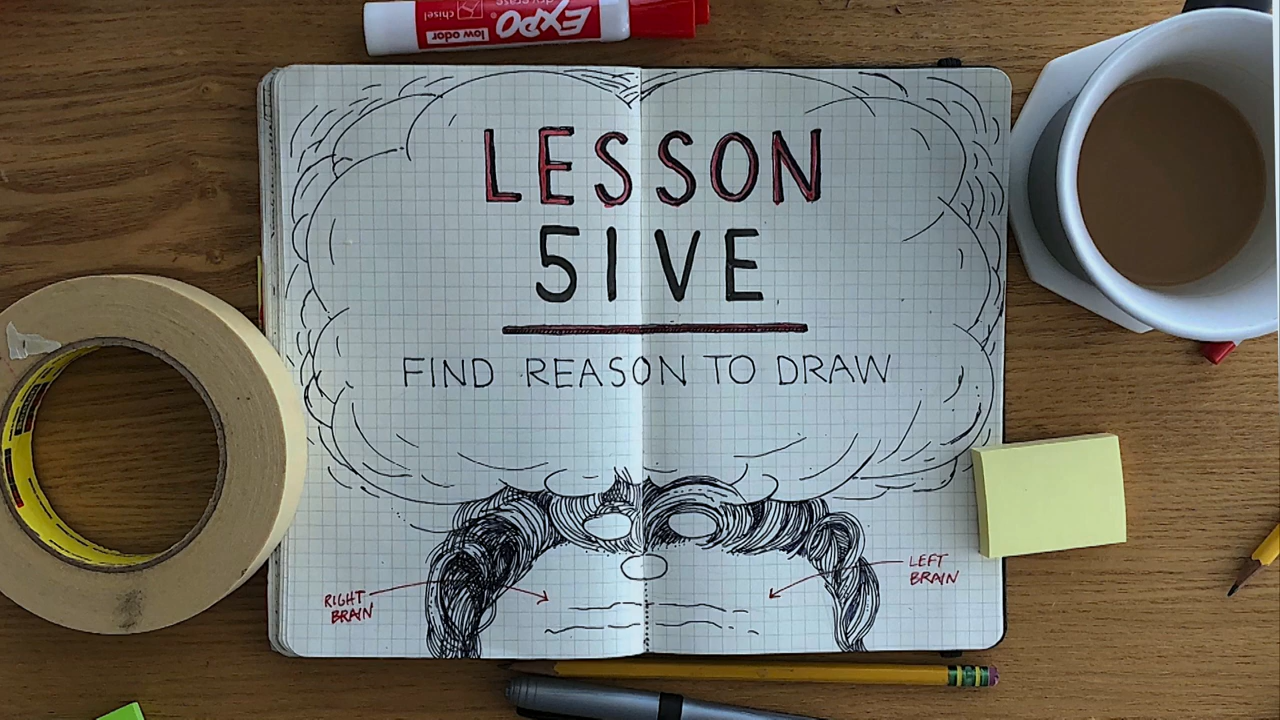 chisel
low odor
EXPO
LESSON
5IVE
FIND REASON TO DRAW
RIGHT
BRAIN
LEFT
BRAIN